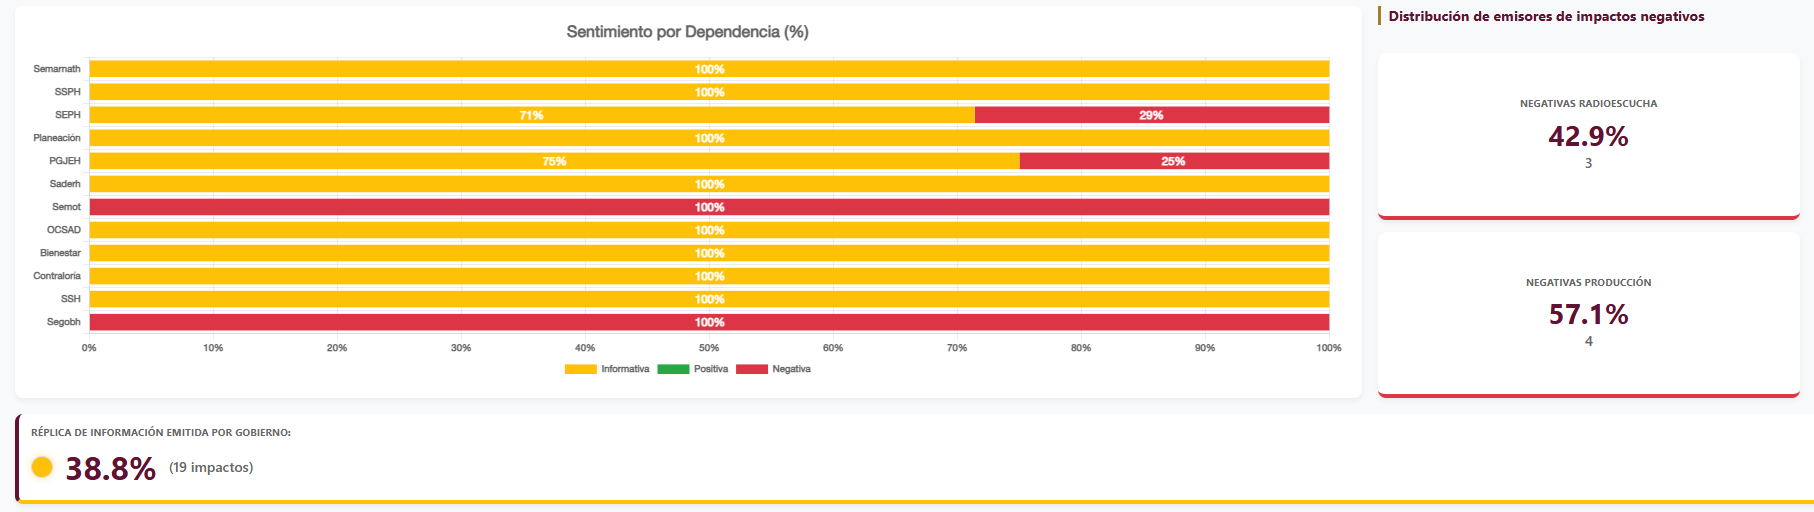 Sentimiento por Dependencia (%)
Semarnath 100%
SSPH 100%
SEPH 71% 29%
Planeación 100%
PGJEH 75% 25%
Saderh 100%
Semot 100%
OCSAD 100%
Bienestar 100%
Contraloría 100%
SSH 100%
Segobh 100%
0% 10% 20% 30% 40% 50% 60% 70% 80% 90% 100%
Informativa Positiva Negativa
Distribución de emisores de impactos negativos
NEGATIVAS RADIOESCUCHA
42.9%
3
NEGATIVAS PRODUCCIÓN
57.1%
4
RÉPLICA DE INFORMACIÓN EMITIDA POR GOBIERNO:
38.8% (19 impactos)